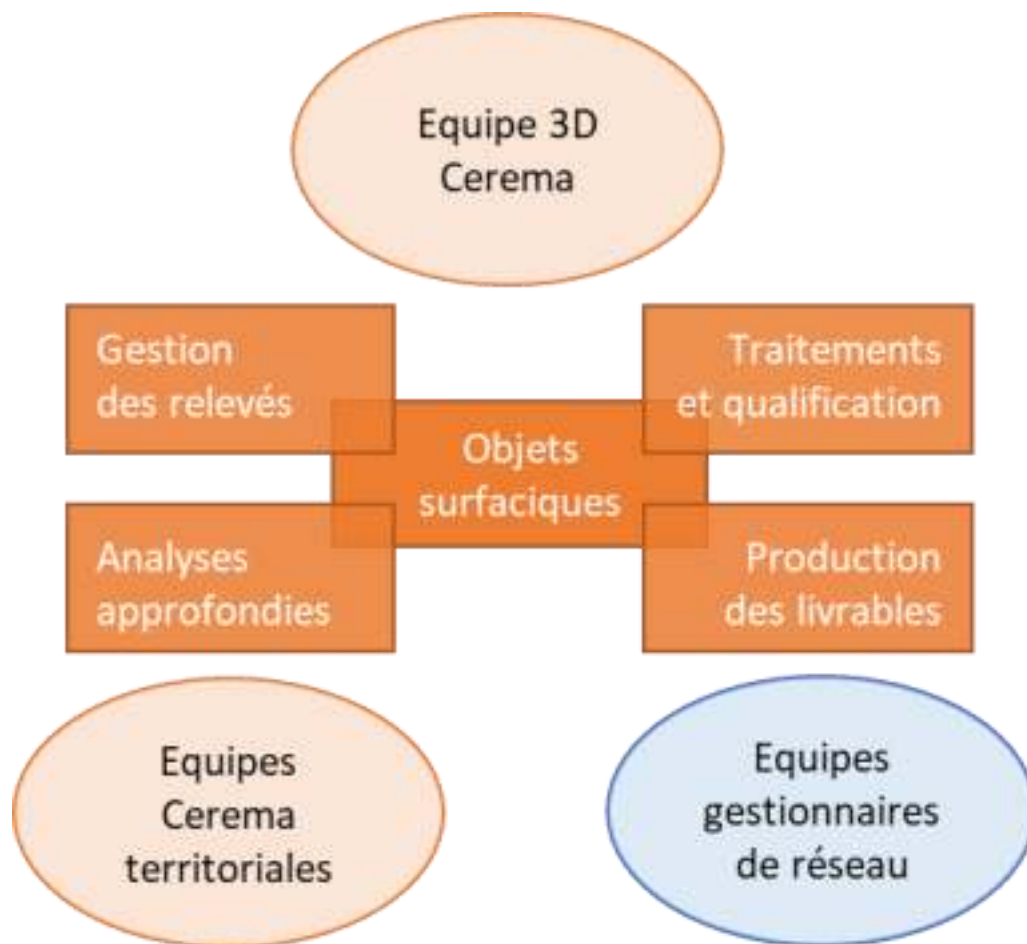 Equipe 3D
Cerema
Gestion
des relevés
Traitements
et qualification
Objets
surfaciques
Analyses
approfondies
Production
des livrables
Equipes
Cerema
territoriales
Equipes
gestionnaires
de réseau